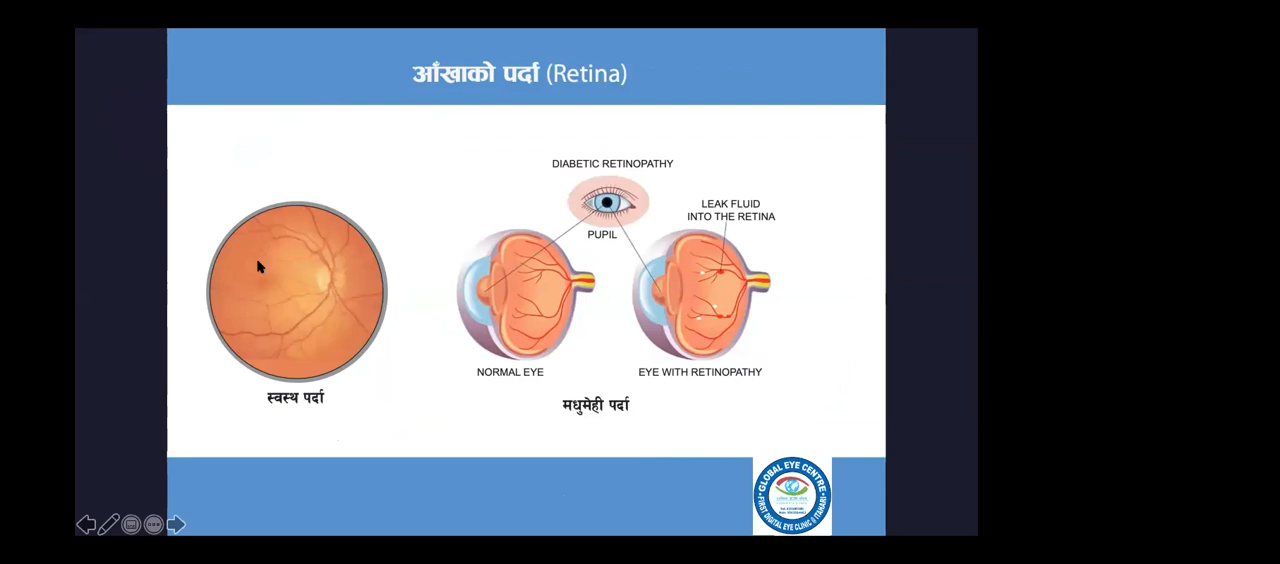 आँखाको पर्दा (Retina)
DIABETIC RETINOPATHY
PUPIL
LEAK FLUID
INTO THE RETINA
NORMAL EYE
EYE WITH RETINOPATHY
स्वस्थ पर्दा
मधुमेही पर्दा
GLOBAL EYE CENTRE
FIRST DIGITAL EYE CLINIC @ ITAHARI